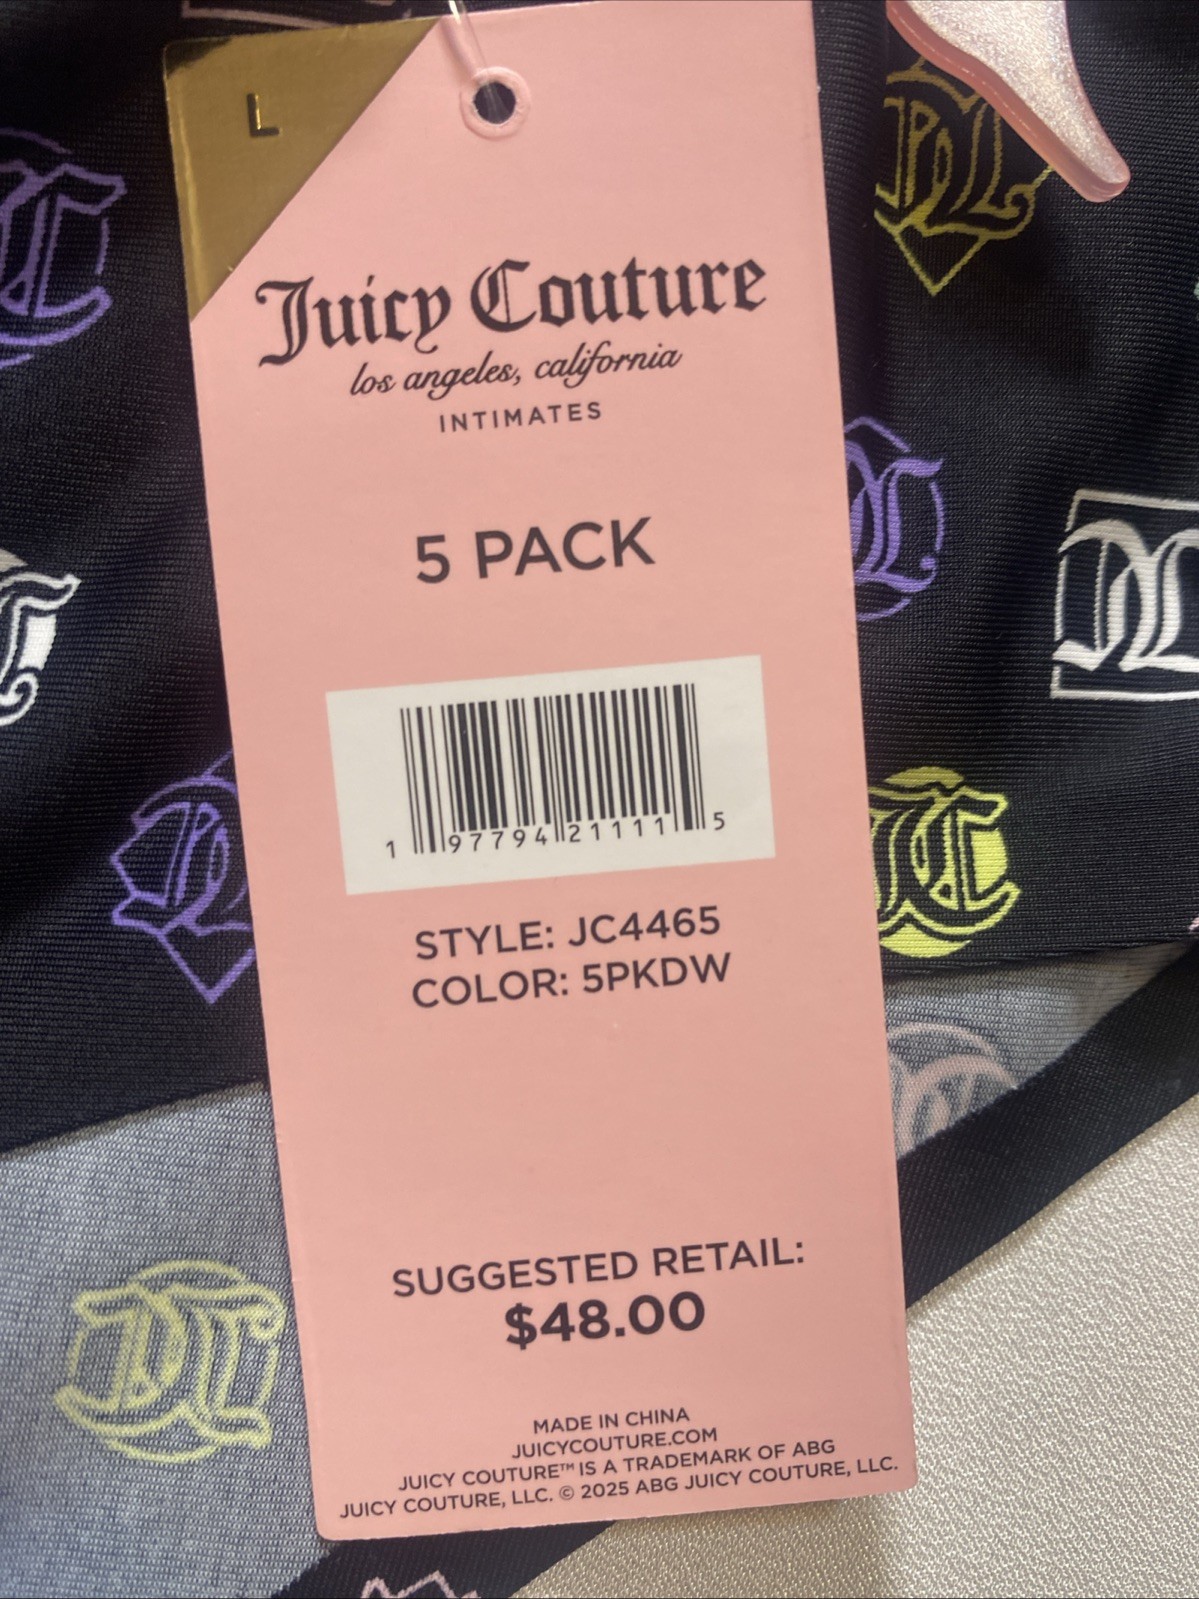 L
Juicy Couture
los angeles, california
INTIMATES
5 PACK
1 97794 21111 5
STYLE: JC4465
COLOR: 5PKDW
SUGGESTED RETAIL:
$48.00
MADE IN CHINA
JUICYCOUTURE.COM
JUICY COUTURE™ IS A TRADEMARK OF ABG
JUICY COUTURE, LLC. © 2025 ABG JUICY COUTURE, LLC.